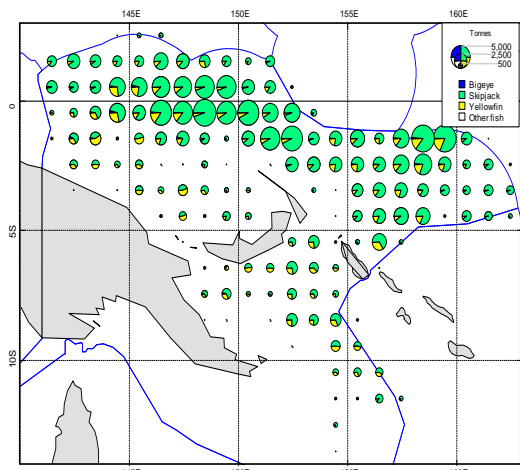 145E 150E 155E 160E
Tonnes
5,000
2,500
500
Bigeye
Skipjack
Yellowfin
Other fish
0
5S
10S